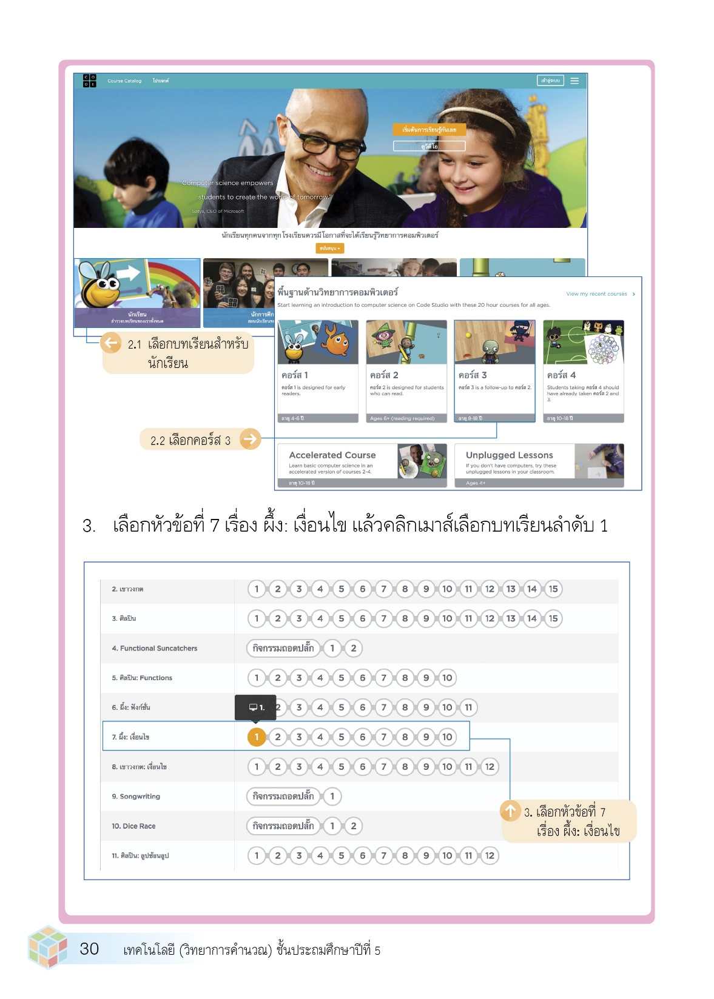 CODE
Course Catalog โปรเจกต์
เข้าสู่ระบบ
เริ่มต้นการเรียนรู้กันเลย
ดูวีดีโอ
"Computer science empowers
students to create the world of tomorrow."
Satya, CEO of Microsoft
นักเรียนทุกคนจากทุกโรงเรียนควรมีโอกาสที่จะได้เรียนรู้วิทยาการคอมพิวเตอร์
สนับสนุน
นักเรียน
สำรวจบทเรียนของเราทั้งหมด
นักการศึก
สอนนักเรียนขอ
2.1 เลือกบทเรียนสำหรับ
นักเรียน
พื้นฐานด้านวิทยาการคอมพิวเตอร์
View my recent courses
Start learning an introduction to computer science on Code Studio with these 20 hour courses for all ages.
คอร์ส 1
คอร์ส 1 is designed for early
readers.
อายุ 4-6 ปี
คอร์ส 2
คอร์ส 2 is designed for students
who can read.
Ages 6+ (reading required)
คอร์ส 3
คอร์ส 3 is a follow-up to คอร์ส 2.
อายุ 8-18 ปี
คอร์ส 4
Students taking คอร์ส 4 should
have already taken คอร์ส 2 and
3.
อายุ 10-18 ปี
2.2 เลือกคอร์ส 3
Accelerated Course
Learn basic computer science in an
accelerated version of courses 2-4.
อายุ 10-18 ปี
Unplugged Lessons
If you don't have computers, try these
unplugged lessons in your classroom.
Ages 4+
3. เลือกหัวข้อที่ 7 เรื่อง ผึ้ง: เงื่อนไข แล้วคลิกเมาส์เลือกบทเรียนลำดับ 1
2. เขาวงกต 1 2 3 4 5 6 7 8 9 10 11 12 13 14 15
3. ศิลปิน 1 2 3 4 5 6 7 8 9 10 11 12 13 14 15
4. Functional Suncatchers กิจกรรมถอดปลั๊ก 1 2
5. ศิลปิน: Functions 1 2 3 4 5 6 7 8 9 10
6. ผึ้ง: ฟังก์ชั่น 1. 2 3 4 5 6 7 8 9 10 11
7. ผึ้ง: เงื่อนไข 1 2 3 4 5 6 7 8 9 10
8. เขาวงกต: เงื่อนไข 1 2 3 4 5 6 7 8 9 10 11 12
9. Songwriting กิจกรรมถอดปลั๊ก 1
10. Dice Race กิจกรรมถอดปลั๊ก 1 2
11. ศิลปิน: ลูปซ้อนลูป 1 2 3 4 5 6 7 8 9 10 11 12
3. เลือกหัวข้อที่ 7
เรื่อง ผึ้ง: เงื่อนไข
30 เทคโนโลยี (วิทยาการคำนวณ) ชั้นประถมศึกษาปีที่ 5